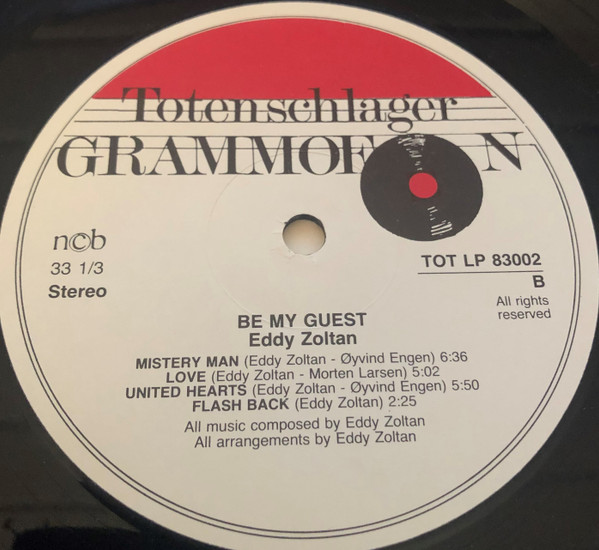 Totenschlager
GRAMMOFON
ncb
33 1/3
Stereo
TOT LP 83002
B
All rights
reserved
BE MY GUEST
Eddy Zoltan
MISTERY MAN (Eddy Zoltan - Øyvind Engen) 6:36
LOVE (Eddy Zoltan - Morten Larsen) 5:02
UNITED HEARTS (Eddy Zoltan - Øyvind Engen) 5:50
FLASH BACK (Eddy Zoltan) 2:25
All music composed by Eddy Zoltan
All arrangements by Eddy Zoltan